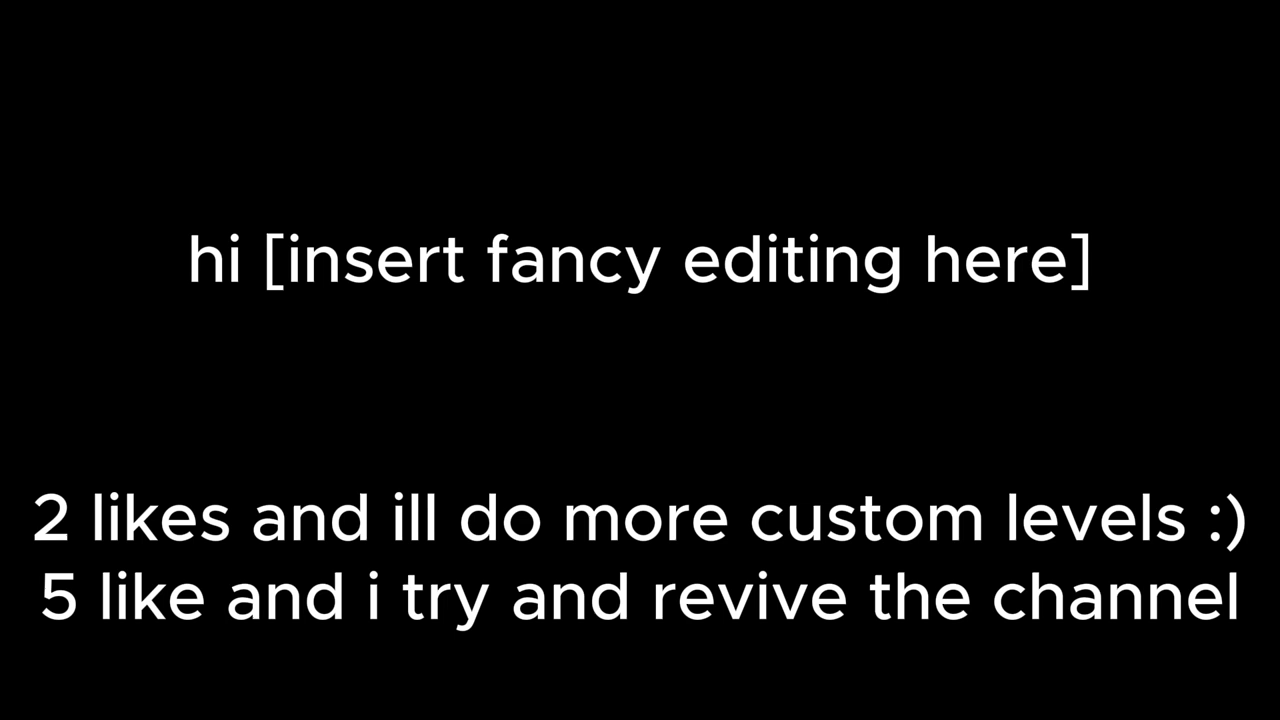 hi [insert fancy editing here]
2 likes and ill do more custom levels :)
5 like and i try and revive the channel